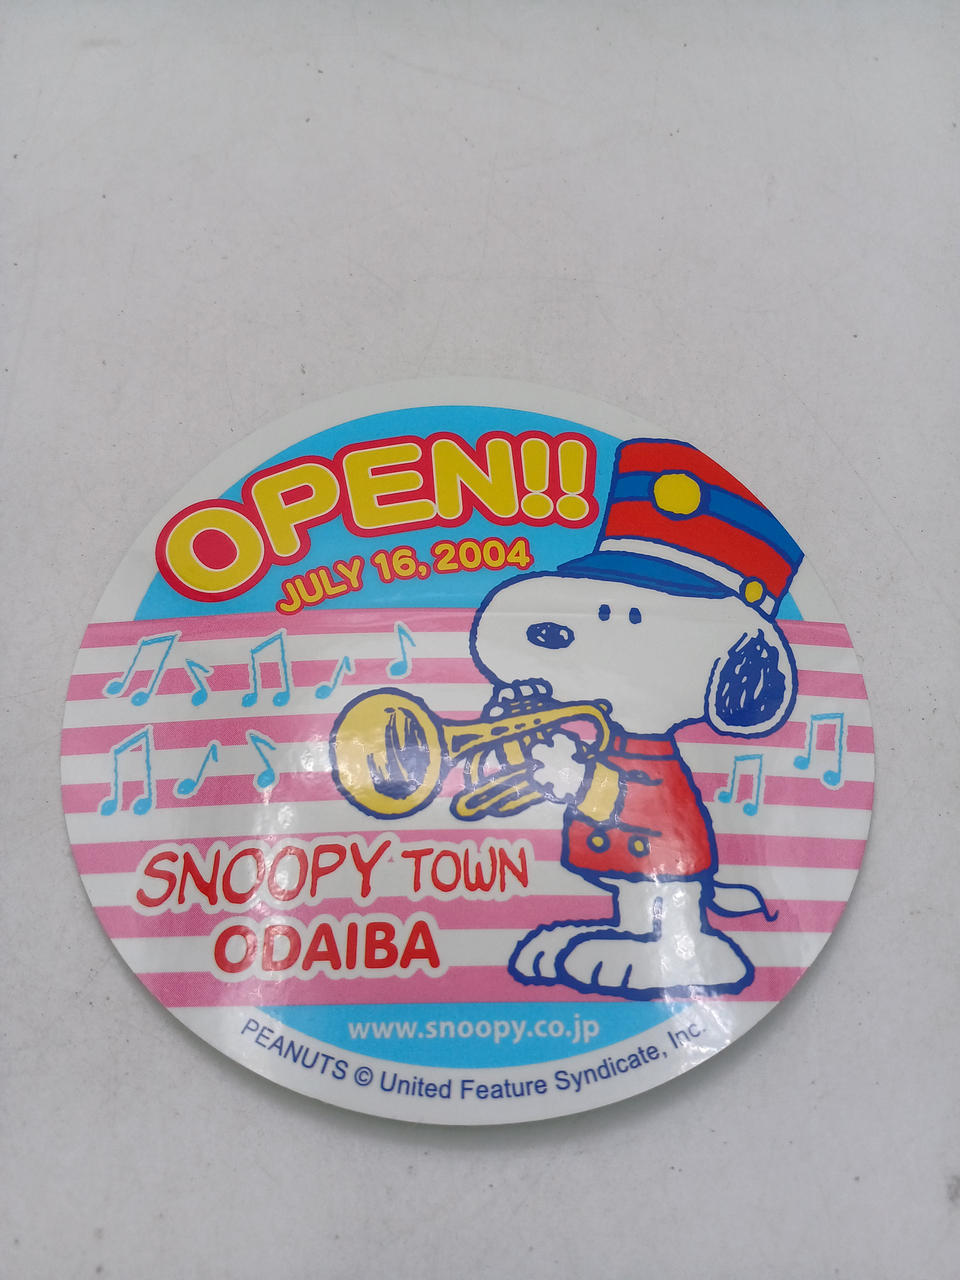 OPEN!!
JULY 16, 2004
SNOOPY TOWN
ODAIBA
www.snoopy.co.jp
PEANUTS © United Feature Syndicate, Inc.